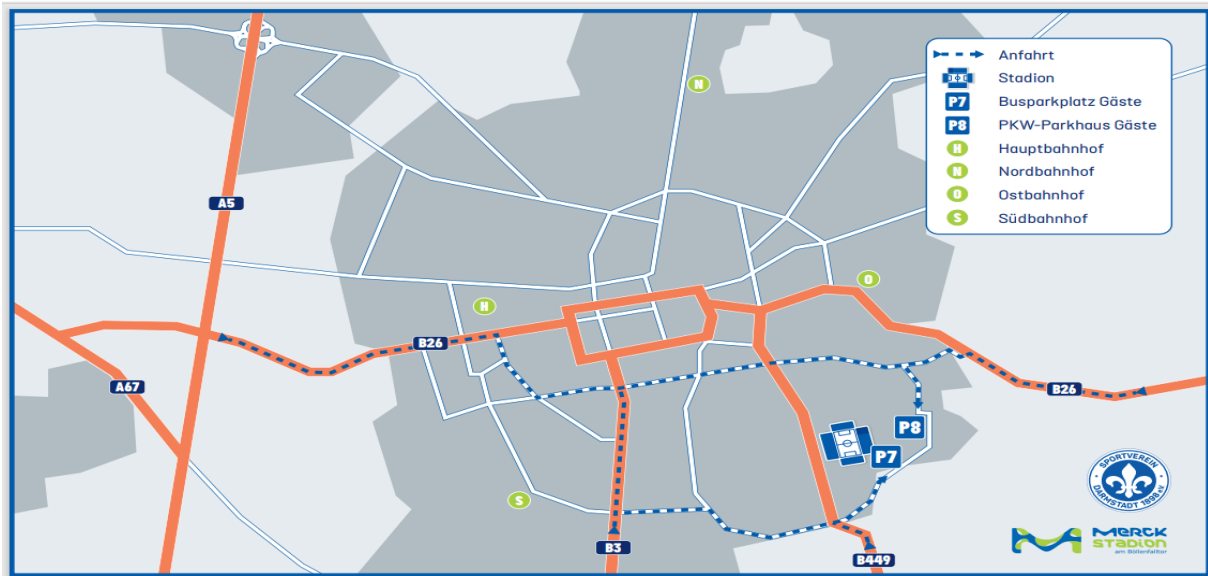 Anfahrt
Stadion
P7 Busparkplatz Gäste
P8 PKW-Parkhaus Gäste
H Hauptbahnhof
N Nordbahnhof
O Ostbahnhof
S Südbahnhof
N
A5
O
H
B26
A67
B26
P8
P7
S
B3
B449
SPORTVEREIN
DARMSTADT 1898 e.V.
MERCK
STADION
am Böllenfalltor